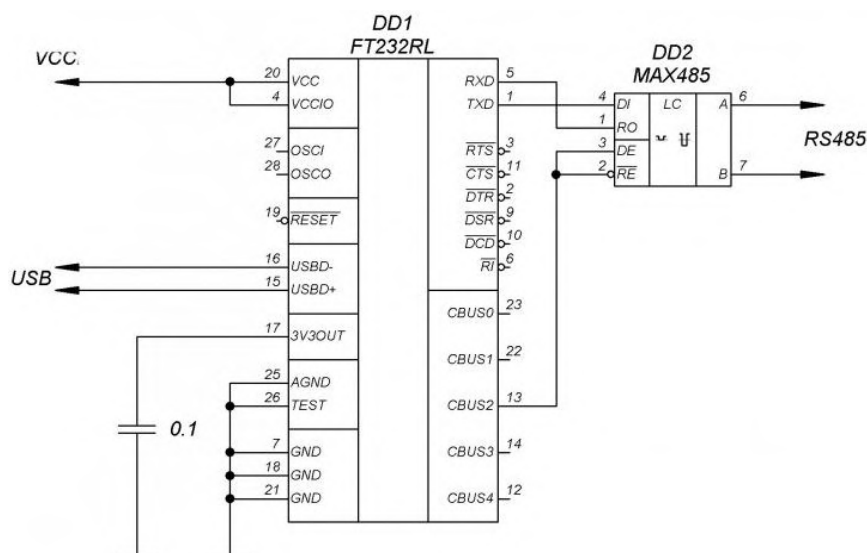 DD1
FT232RL
DD2
MAX485
VCC.
20 VCC
4 VCCIO
27 OSCI
28 OSCO
19 RESET
USB
16 USBD-
15 USBD+
17 3V3OUT
25 AGND
26 TEST
0.1
7 GND
18 GND
21 GND
RXD 5
TXD 1
RTS 3
CTS 11
DTR 2
DSR 9
DCD 10
RI 6
CBUS0 23
CBUS1 22
CBUS2 13
CBUS3 14
CBUS4 12
4 DI LC A 6
1 RO
3 DE
2 RE B 7
RS485